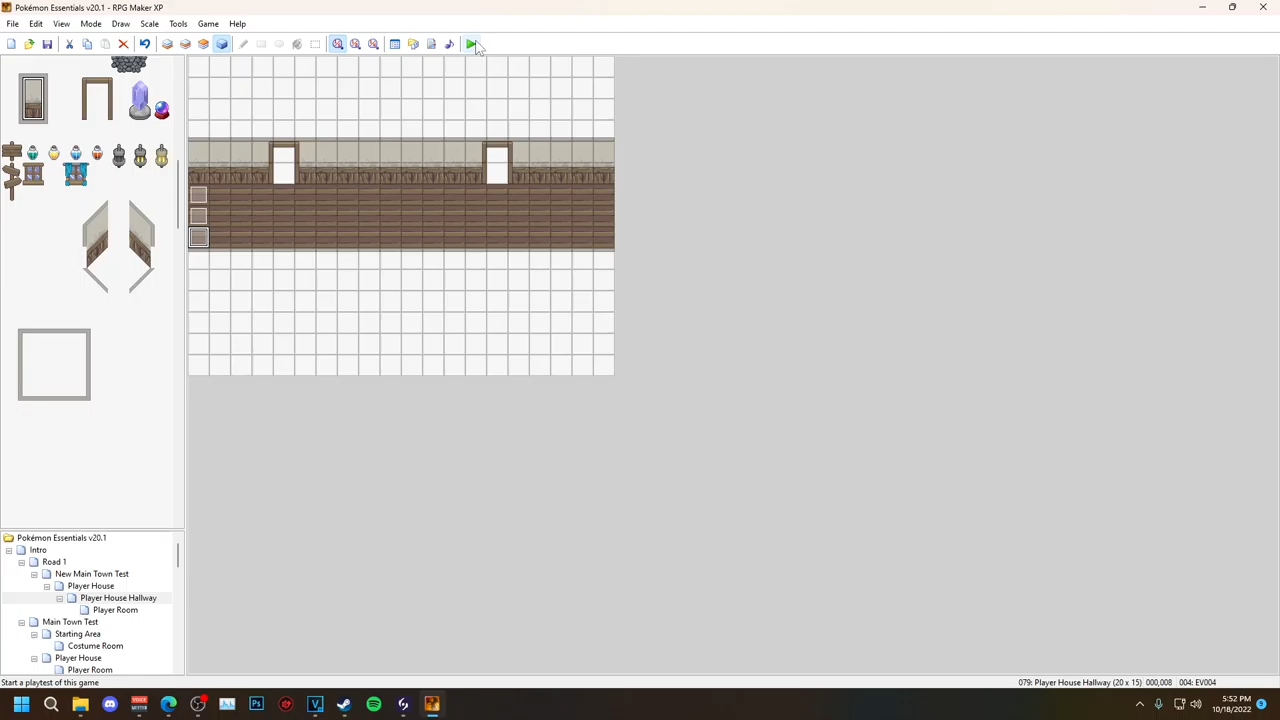 Pokémon Essentials v20.1 - RPG Maker XP
File Edit View Mode Draw Scale Tools Game Help
Pokémon Essentials v20.1
Intro
Road 1
New Main Town Test
Player House
Player House Hallway
Player Room
Main Town Test
Starting Area
Costume Room
Player House
Player Room
Start a playtest of this game
079: Player House Hallway (20 x 15) 000,008 004: EV004
Ps
5:52 PM
10/18/2022